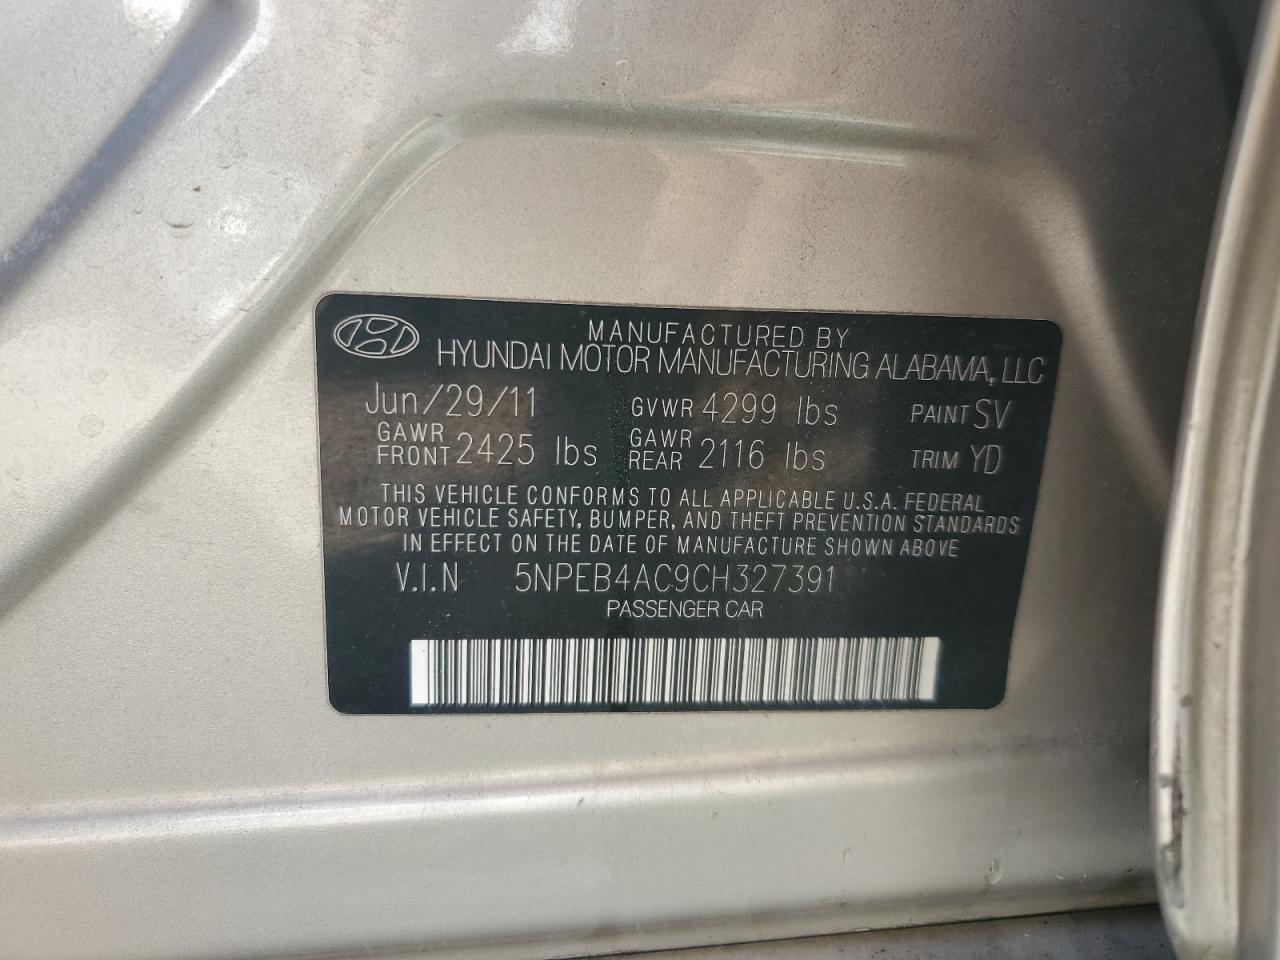 MANUFACTURED BY
HYUNDAI MOTOR MANUFACTURING ALABAMA, LLC
Jun/29/11 GVWR 4299 lbs PAINT SV
GAWR FRONT 2425 lbs GAWR REAR 2116 lbs TRIM YD
THIS VEHICLE CONFORMS TO ALL APPLICABLE U.S.A. FEDERAL
MOTOR VEHICLE SAFETY, BUMPER, AND THEFT PREVENTION STANDARDS
IN EFFECT ON THE DATE OF MANUFACTURE SHOWN ABOVE
V.I.N 5NPEB4AC9CH327391
PASSENGER CAR